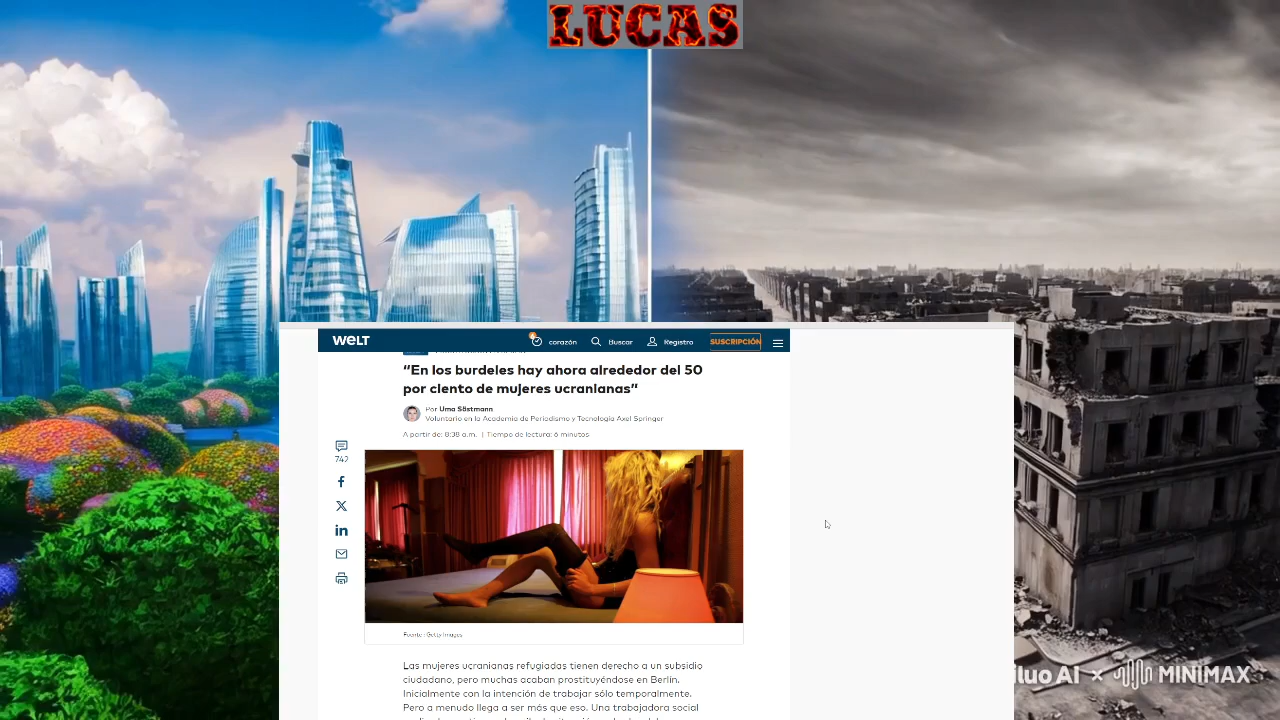 LUCAS
WELT
corazón
Buscar
Registro
SUSCRIPCIÓN
“En los burdeles hay ahora alrededor del 50
por ciento de mujeres ucranianas”
Por Uma Sostmann
Voluntario en la Academia de Periodismo y Tecnología Axel Springer
A partir de: 8:38 a.m. | Tiempo de lectura: 6 minutos
742
Fuente: Getty Images
Las mujeres ucranianas refugiadas tienen derecho a un subsidio
ciudadano, pero muchas acaban prostituyéndose en Berlín.
Inicialmente con la intención de trabajar sólo temporalmente.
Pero a menudo llega a ser más que eso. Una trabajadora social
iluo AI × MINIMAX